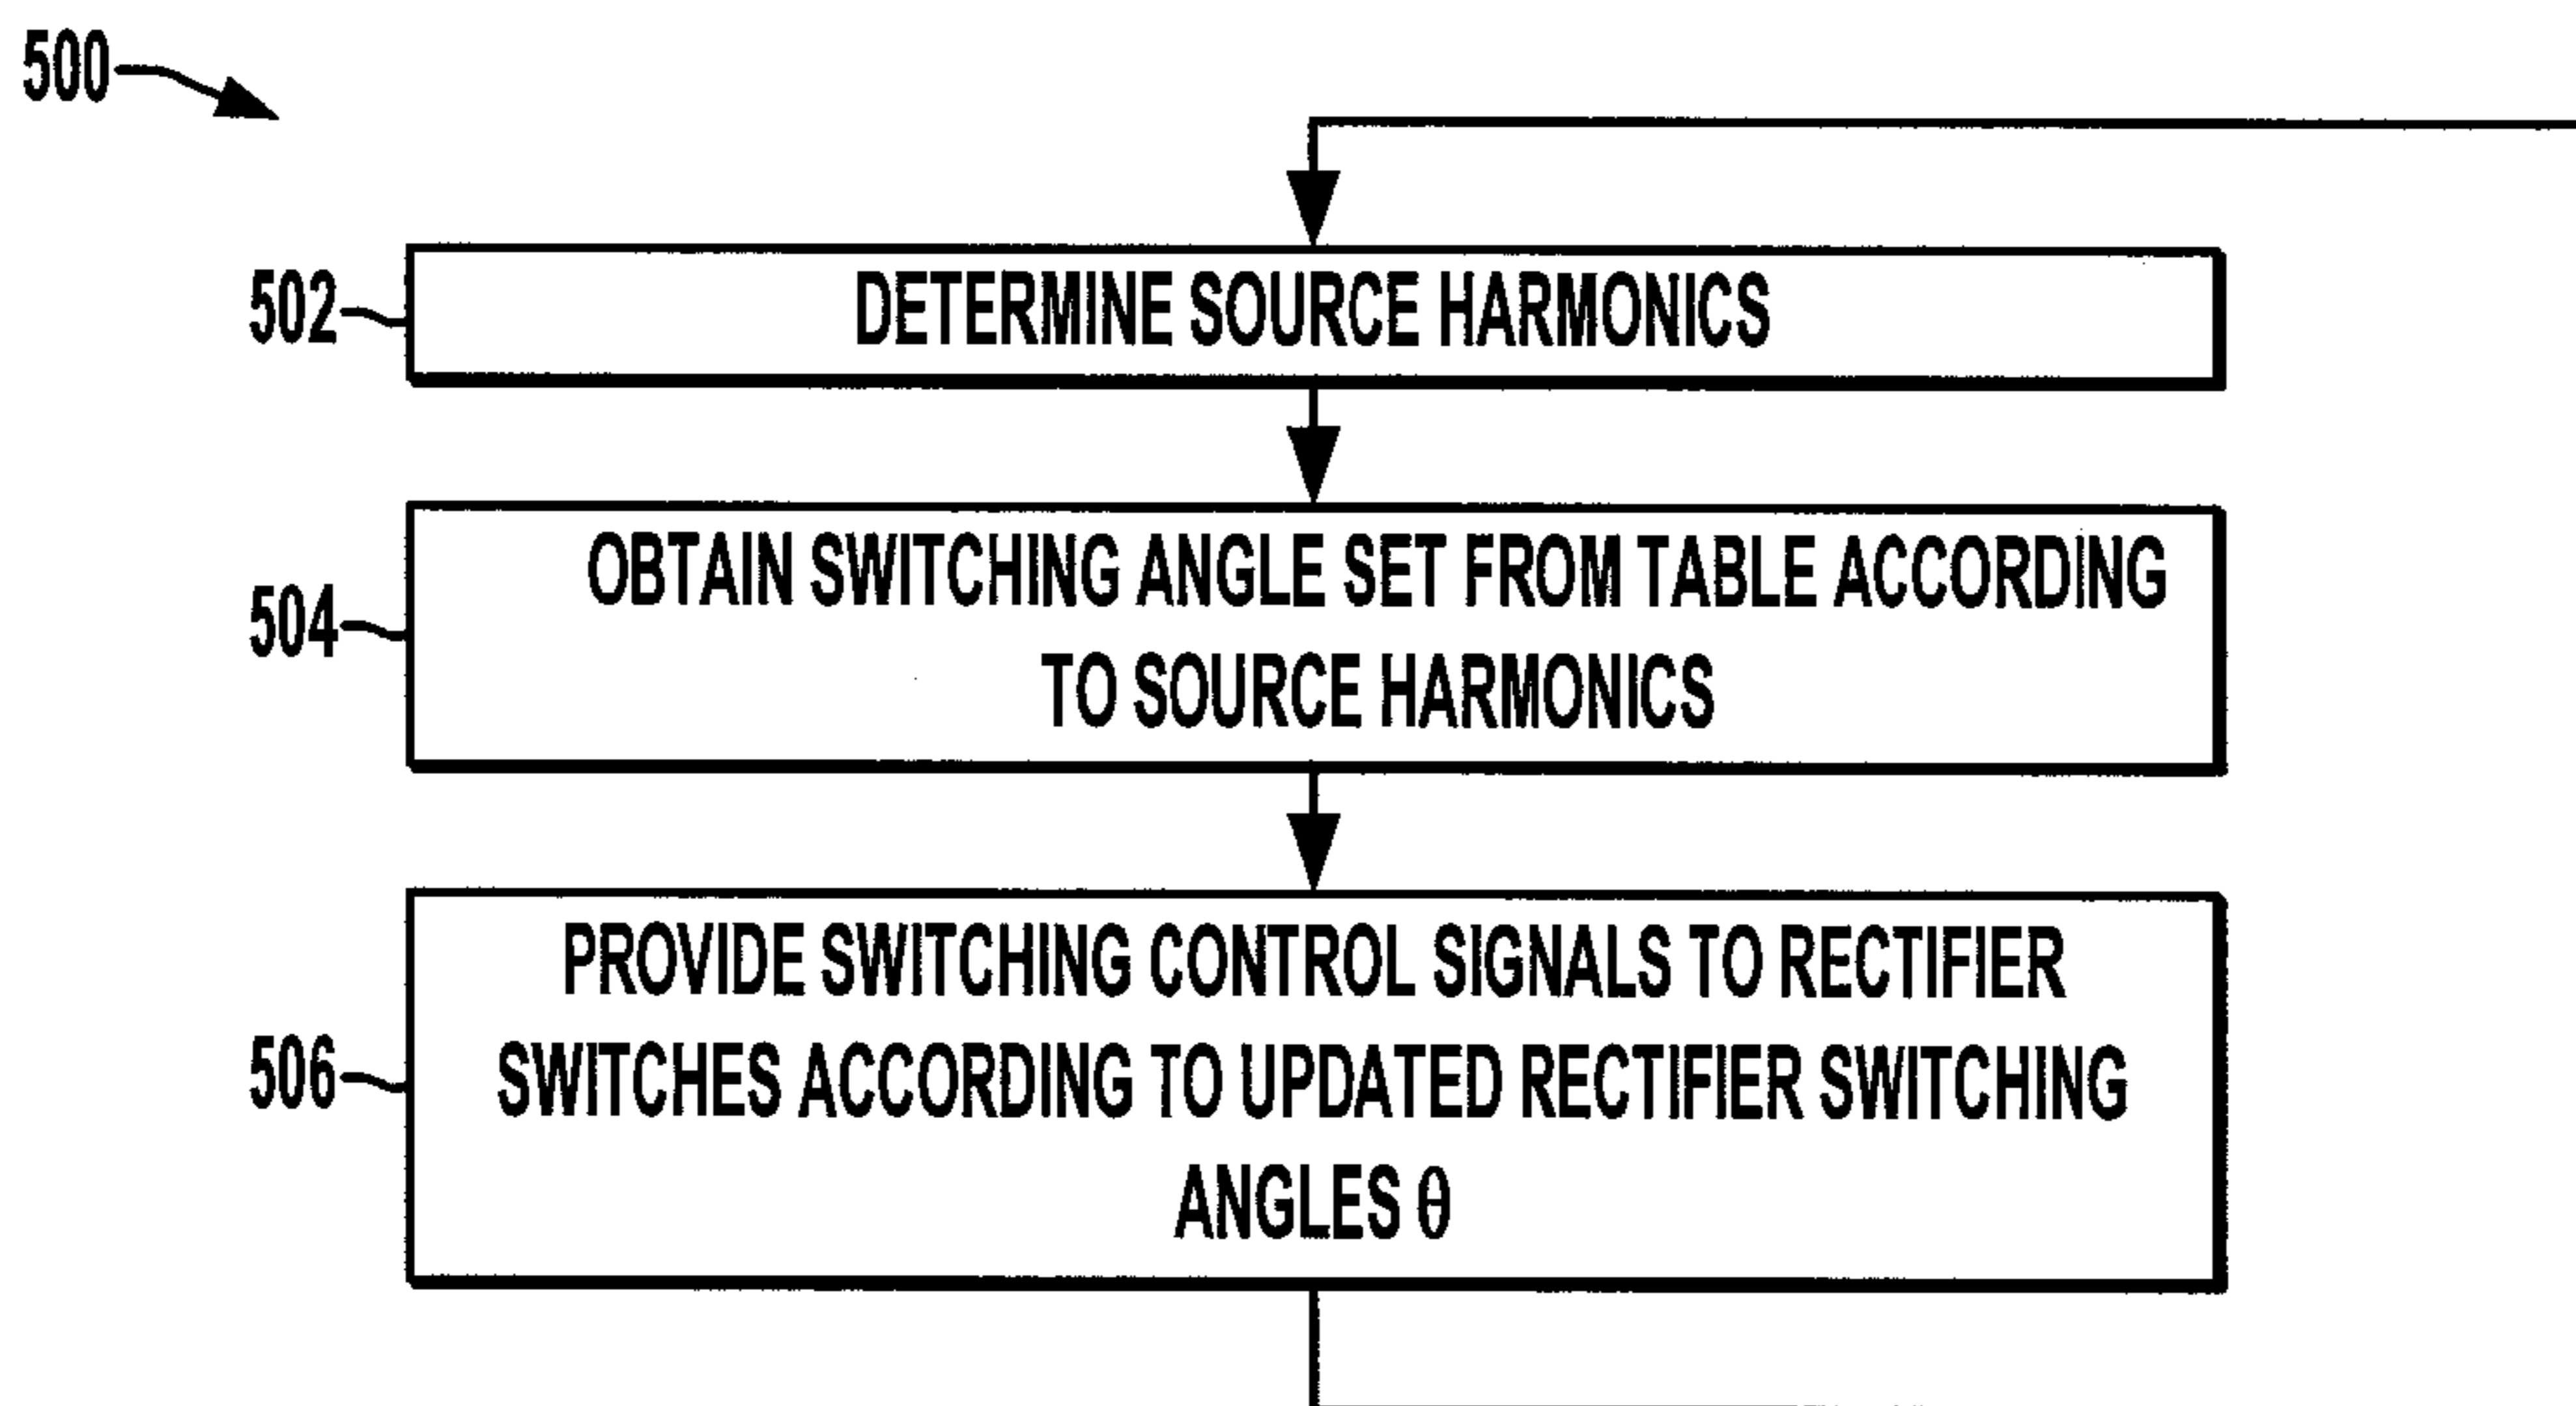 500
502
DETERMINE SOURCE HARMONICS
504
OBTAIN SWITCHING ANGLE SET FROM TABLE ACCORDING
TO SOURCE HARMONICS
506
PROVIDE SWITCHING CONTROL SIGNALS TO RECTIFIER
SWITCHES ACCORDING TO UPDATED RECTIFIER SWITCHING
ANGLES θ